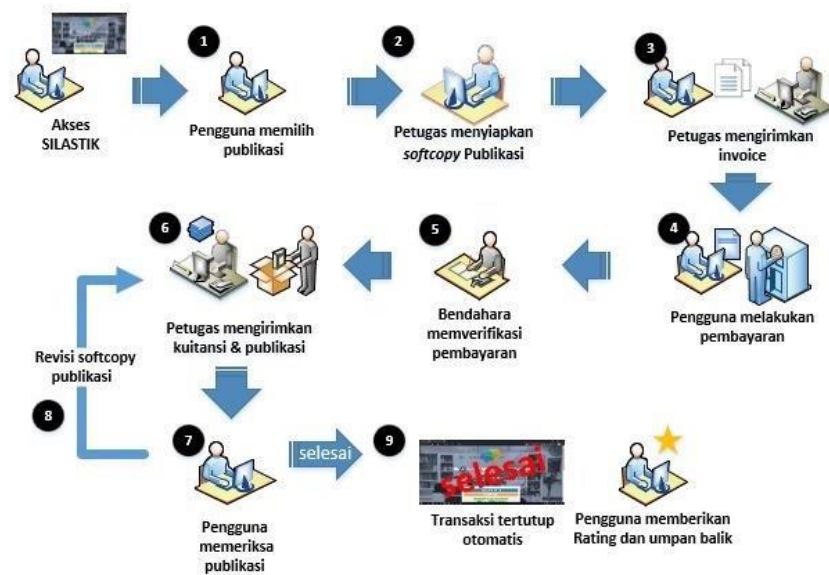 Akses
SILASTIK
1
Pengguna memilih
publikasi
2
Petugas menyiapkan
softcopy Publikasi
3
Petugas mengirimkan
invoice
4
Pengguna melakukan
pembayaran
5
Bendahara
memverifikasi
pembayaran
6
Petugas mengirimkan
kuitansi & publikasi
Revisi softcopy
publikasi
8
7
Pengguna
memeriksa
publikasi
selesai
9
selesai
Transaksi tertutup
otomatis
Pengguna memberikan
Rating dan umpan balik